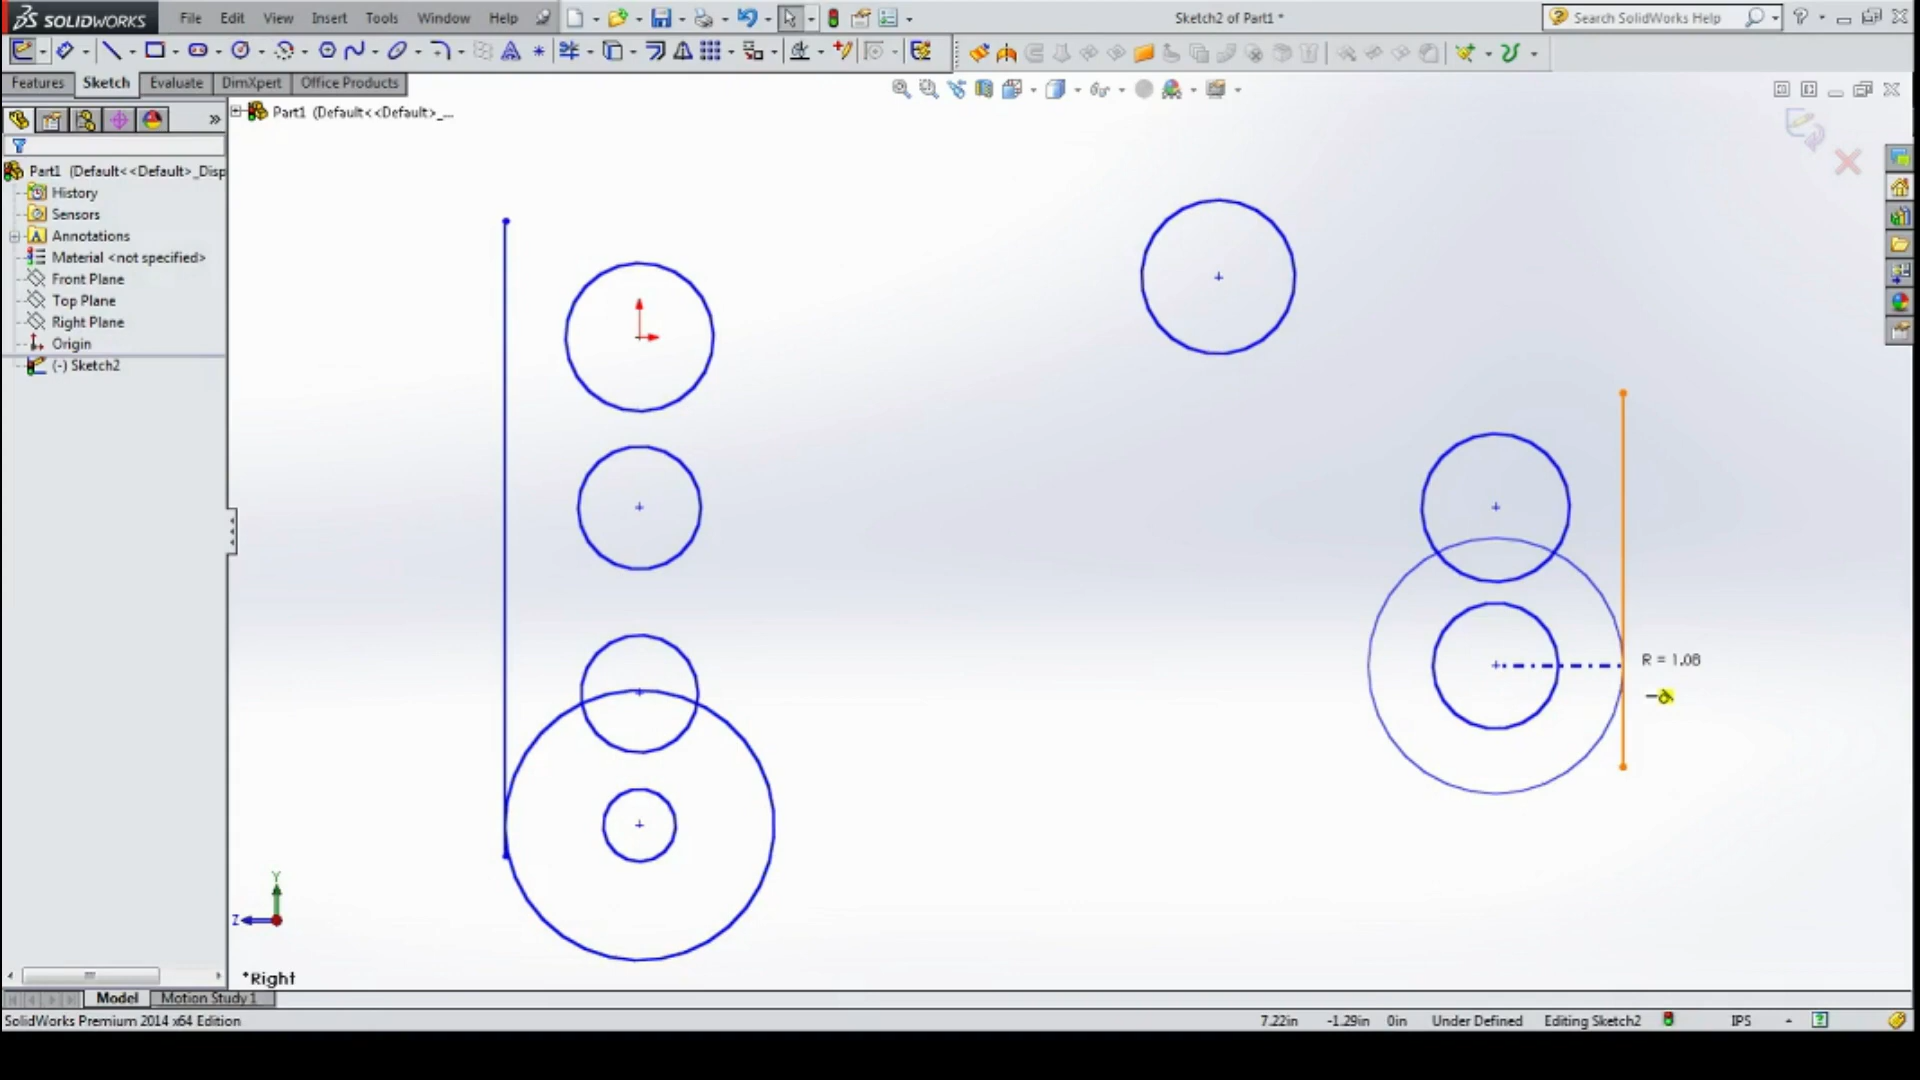 SOLIDWORKS File Edit View Insert Tools Window Help Sketch2 of Part1 * Search SolidWorks Help
Features Sketch Evaluate DimXpert Office Products
Part1 (Default<<Default>_...
Part1 (Default<<Default>_Disp
History
Sensors
Annotations
Material <not specified>
Front Plane
Top Plane
Right Plane
Origin
(-) Sketch2
R = 1.08
Y
Z
*Right
Model Motion Study 1
SolidWorks Premium 2014 x64 Edition 7.22in -1.29in 0in Under Defined Editing Sketch2 IPS